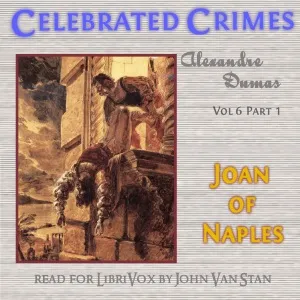 CELEBRATED CRIMES
Alexandre
Dumas
VOL 6 PART 1
JOAN
OF
NAPLES
READ FOR LIBRIVOX BY JOHN VAN STAN